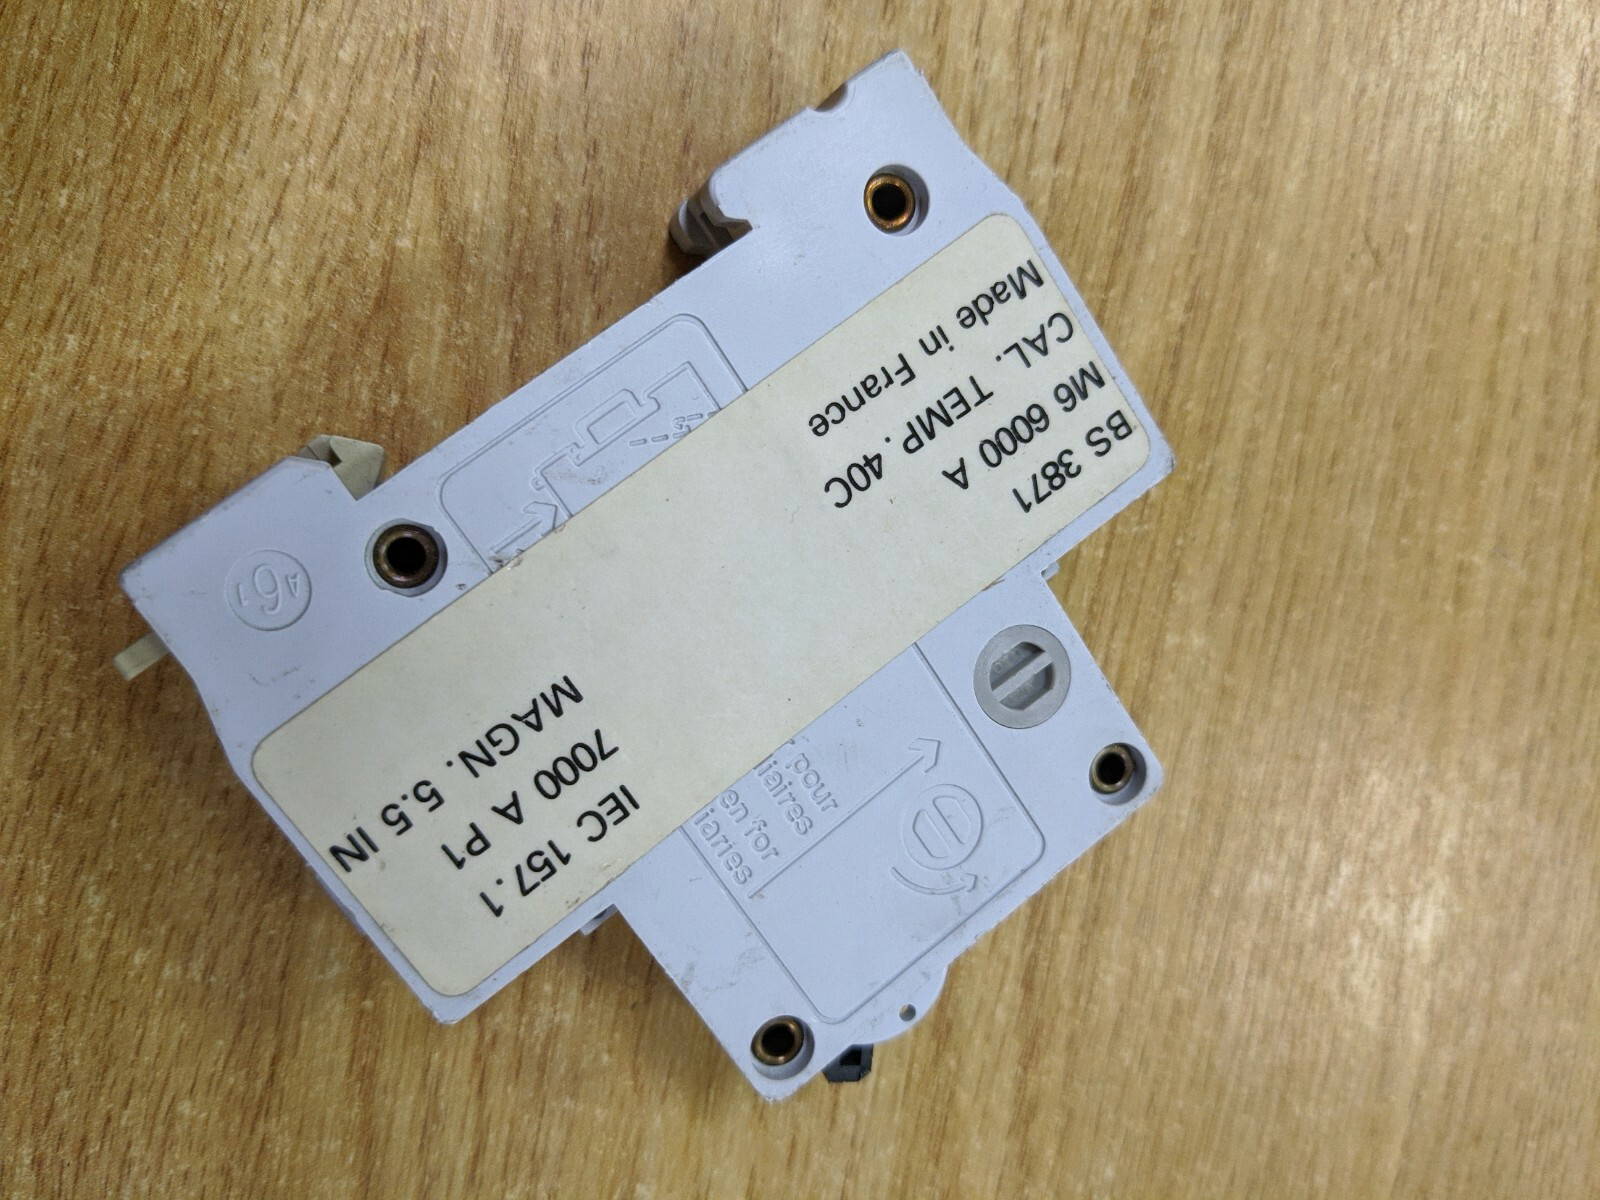 BS 3871
M6 6000 A
CAL. TEMP. 40C
Made in France
IEC 157.1
7000 A P1
MAGN. 5.5 IN
pour
iaires
en for
iaries